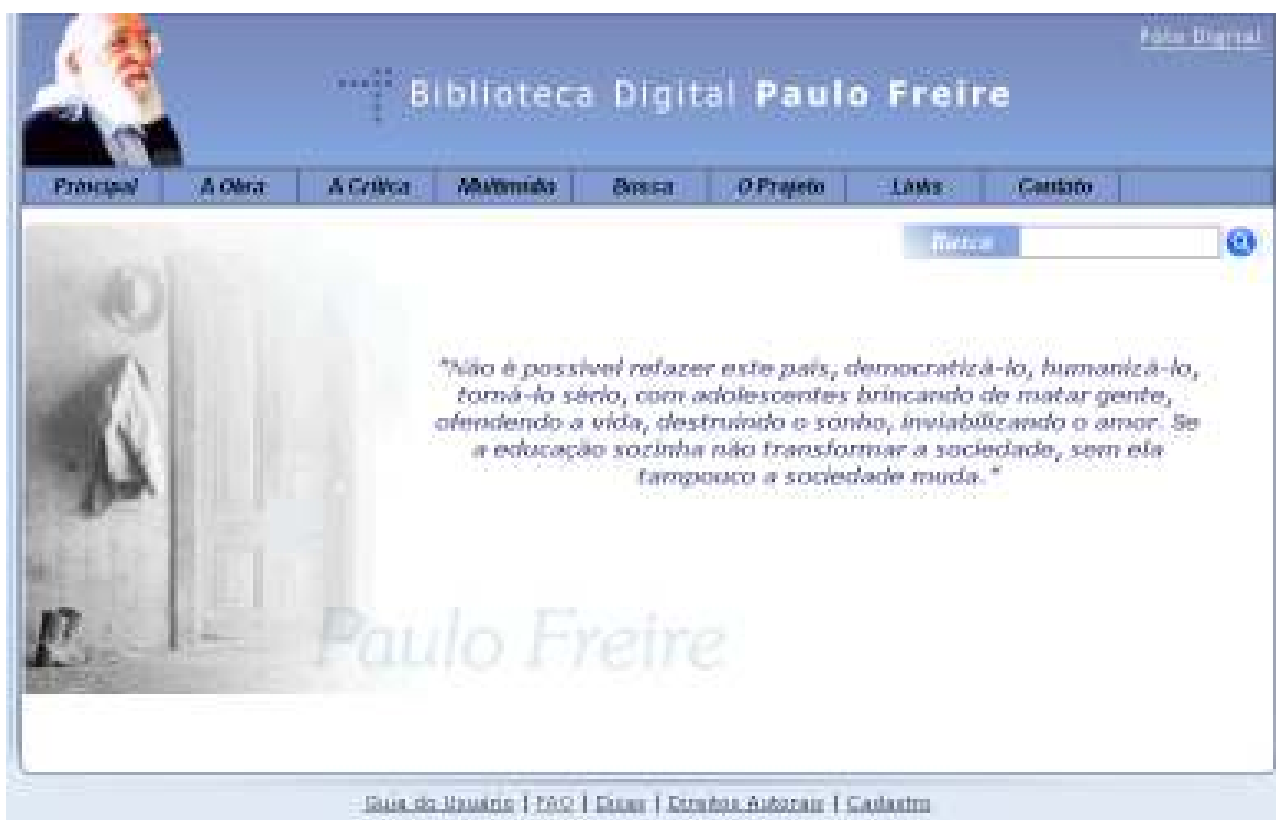 Pólo Digital
Biblioteca Digital Paulo Freire
Principal A Obra A Crítica Multimídia Bossa O Projeto Links Contato
Busca
"Não é possível refazer este país, democratizá-lo, humanizá-lo,
torná-lo sério, com adolescentes brincando de matar gente,
ofendendo a vida, destruindo o sonho, inviabilizando o amor. Se
a educação sozinha não transformar a sociedade, sem ela
tampouco a sociedade muda."
Paulo Freire
Guia do Usuário | FAQ | Dicas | Direitos Autorais | Cadastro